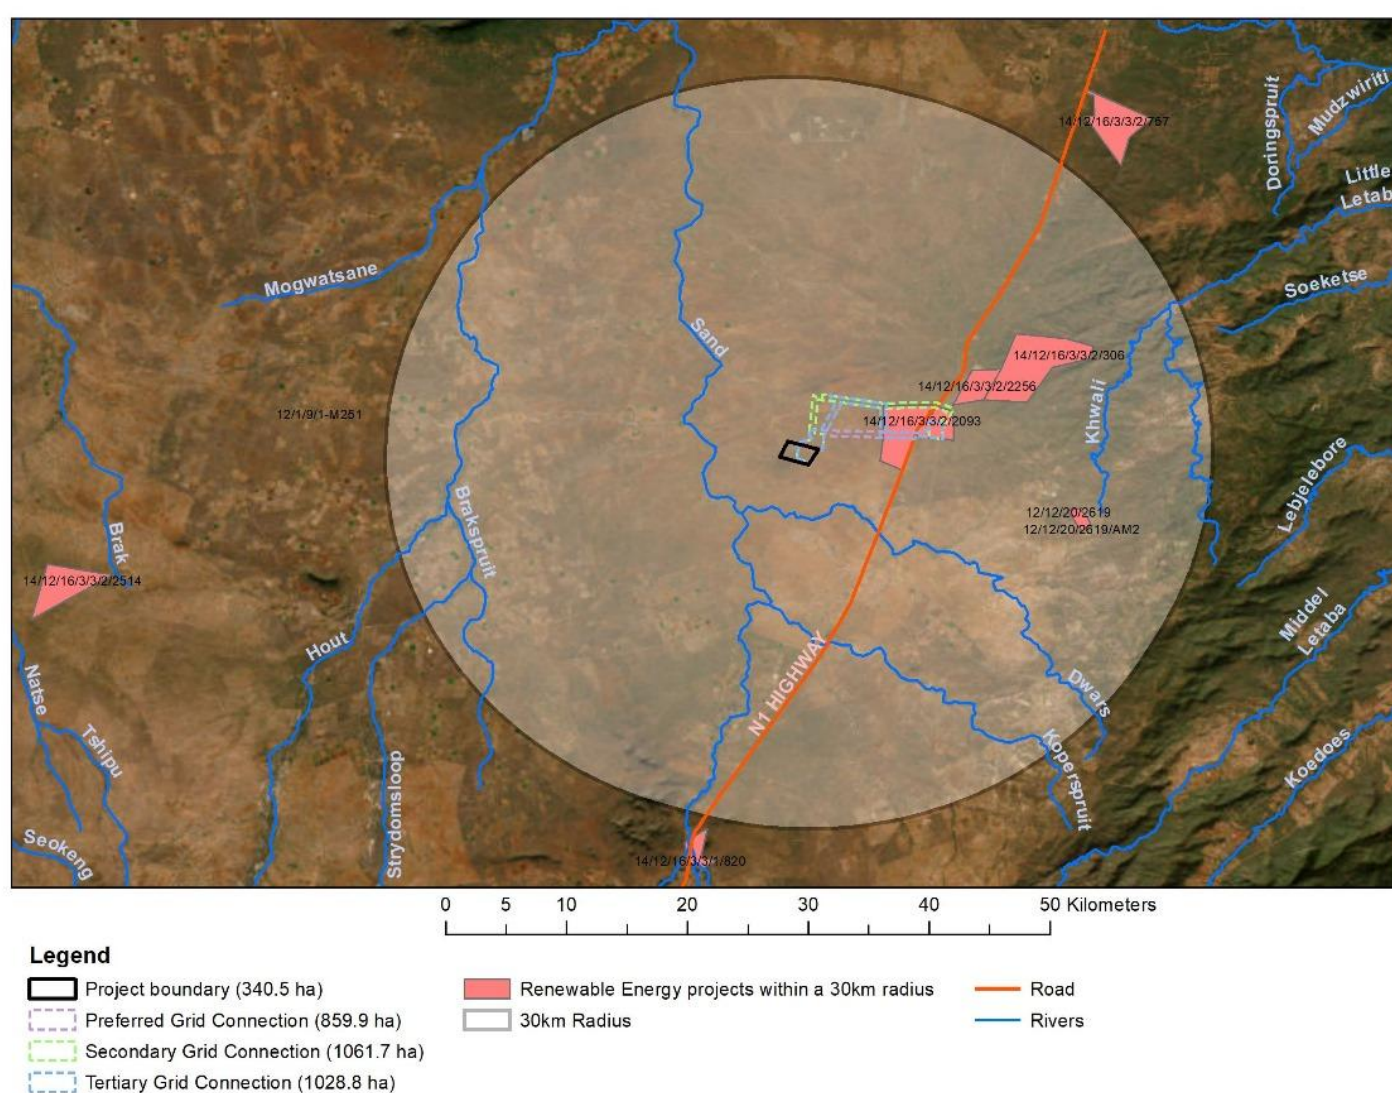 14/12/16/3/3/2/757
Doringspruit
Mudzwiriti
Little
Letab
Soeketse
Mogwatsane
Sand
14/12/16/3/3/2/306
14/12/16/3/3/2/2256
12/1/9/1-M251
14/12/16/3/3/2/2093
Khwali
Lebjelebore
Brakspruit
12/12/20/2619
12/12/20/2619/AM2
Brak
14/12/16/3/3/2/2514
Middel
Letaba
Hout
N1 HIGHWAY
Natse
Dwars
Tshipu
Koperspruit
Koedoes
Strydomsloop
Seokeng
14/12/16/3/3/1/820
0 5 10 20 30 40 50 Kilometers
Legend
Project boundary (340.5 ha)
Preferred Grid Connection (859.9 ha)
Secondary Grid Connection (1061.7 ha)
Tertiary Grid Connection (1028.8 ha)
Renewable Energy projects within a 30km radius
30km Radius
Road
Rivers